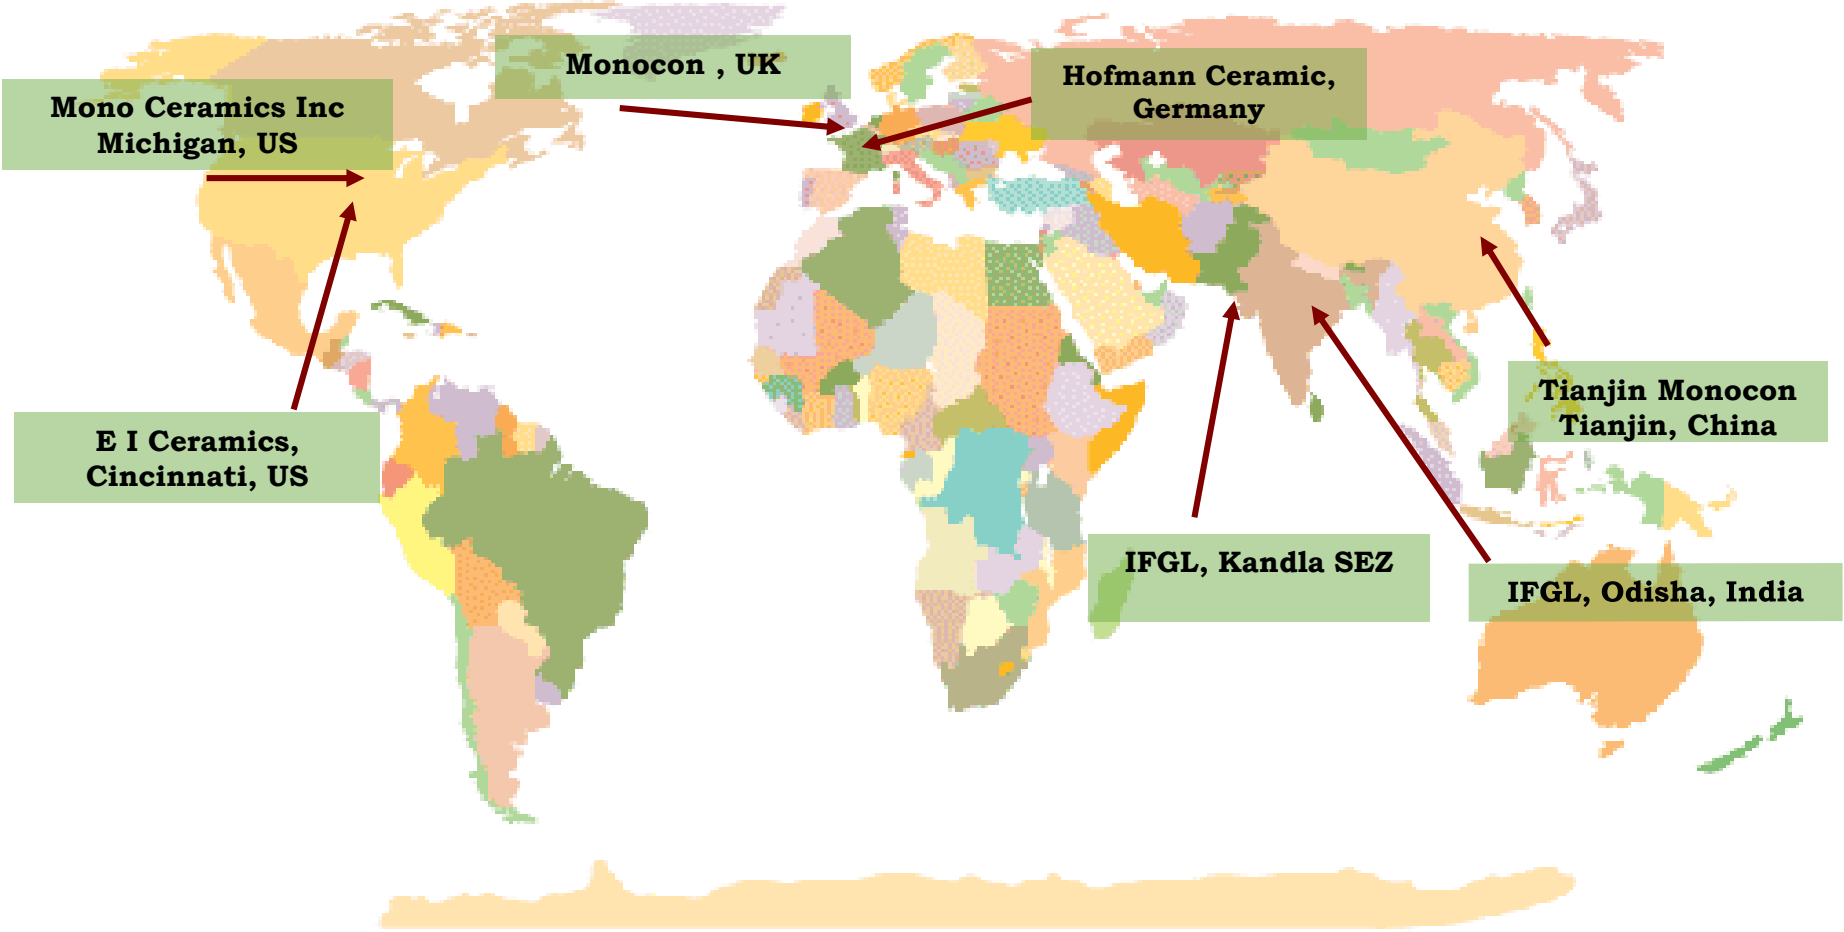 Monocon , UK
Hofmann Ceramic,
Germany
Mono Ceramics Inc
Michigan, US
Tianjin Monocon
Tianjin, China
E I Ceramics,
Cincinnati, US
IFGL, Kandla SEZ
IFGL, Odisha, India